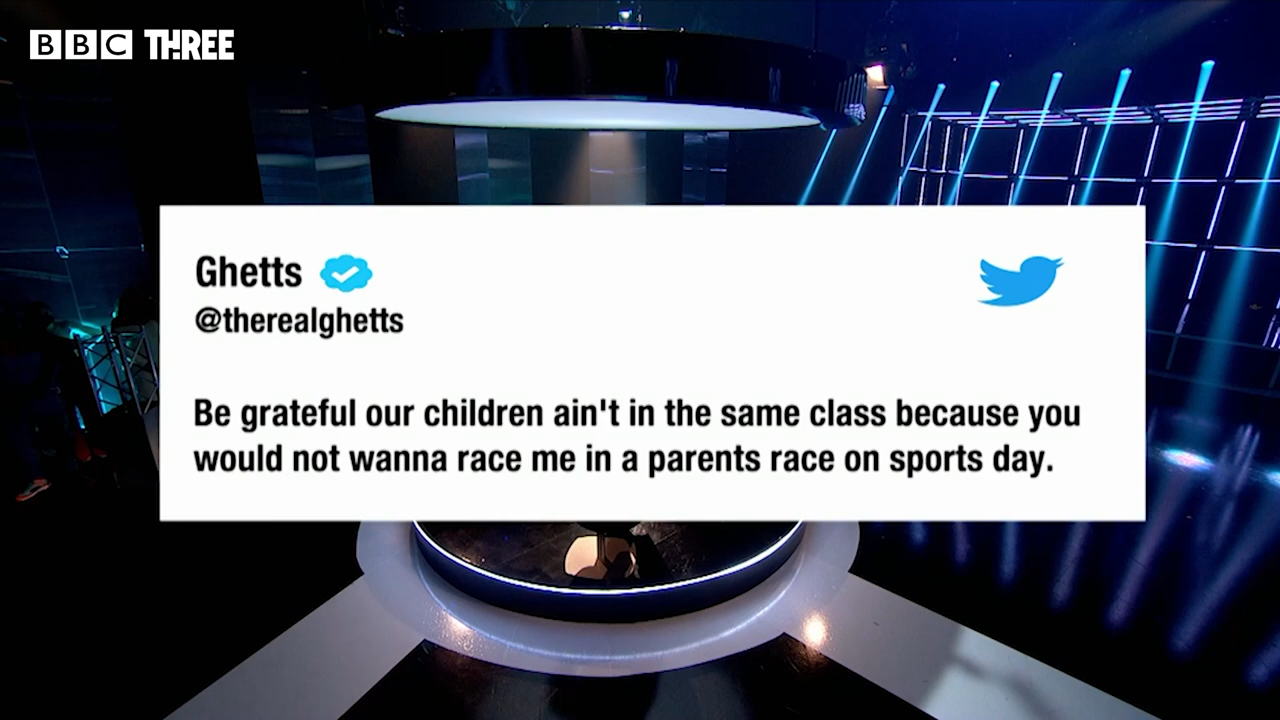 BBC THREE
Ghetts
@therealghetts
Be grateful our children ain't in the same class because you
would not wanna race me in a parents race on sports day.